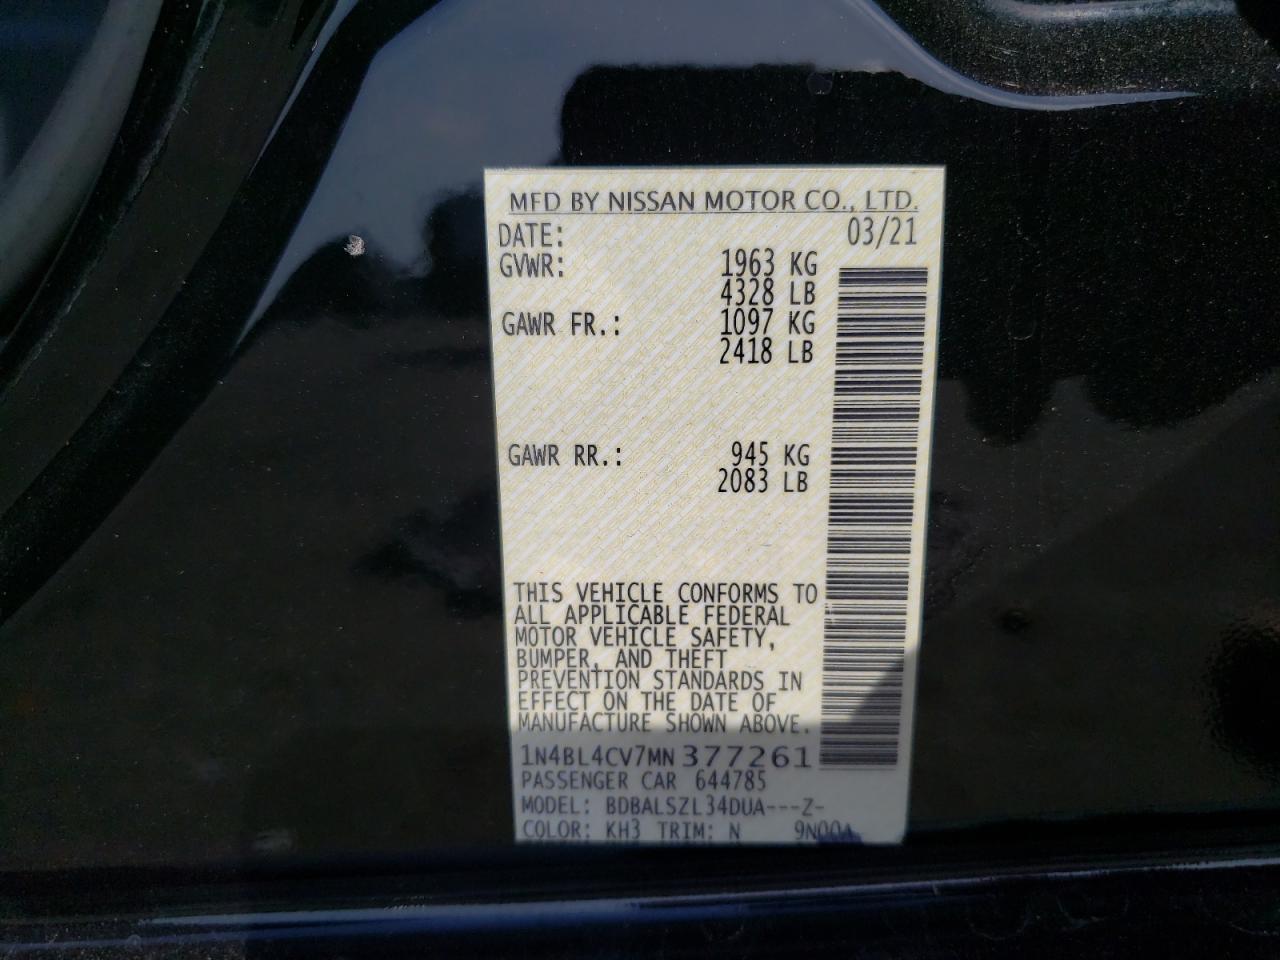 MFD BY NISSAN MOTOR CO., LTD.
DATE: 03/21
GVWR: 1963 KG
4328 LB
GAWR FR.: 1097 KG
2418 LB
GAWR RR.: 945 KG
2083 LB
THIS VEHICLE CONFORMS TO
ALL APPLICABLE FEDERAL
MOTOR VEHICLE SAFETY,
BUMPER, AND THEFT
PREVENTION STANDARDS IN
EFFECT ON THE DATE OF
MANUFACTURE SHOWN ABOVE.
1N4BL4CV7MN377261
PASSENGER CAR 644785
MODEL: BDBALSZL34DUA---Z-
COLOR: KH3 TRIM: N 9N00A